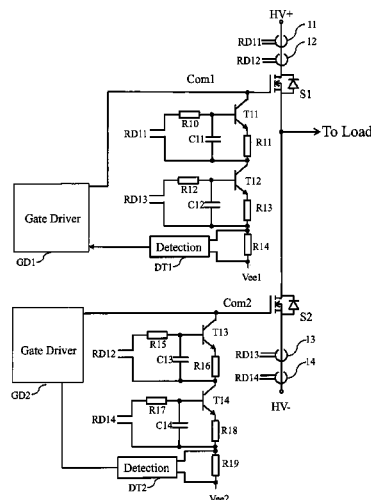 HV+
11
RD11
12
RD12
Com1
S1
R10
T11
RD11
C11
R11
To Load
R12
T12
RD13
C12
R13
Gate Driver
GD1
Detection
R14
DT1
Vee1
Com2
S2
Gate Driver
GD2
R15
T13
RD12
C13
R16
RD13
13
RD14
14
R17
T14
RD14
C14
R18
HV-
Detection
R19
DT2
Vee2